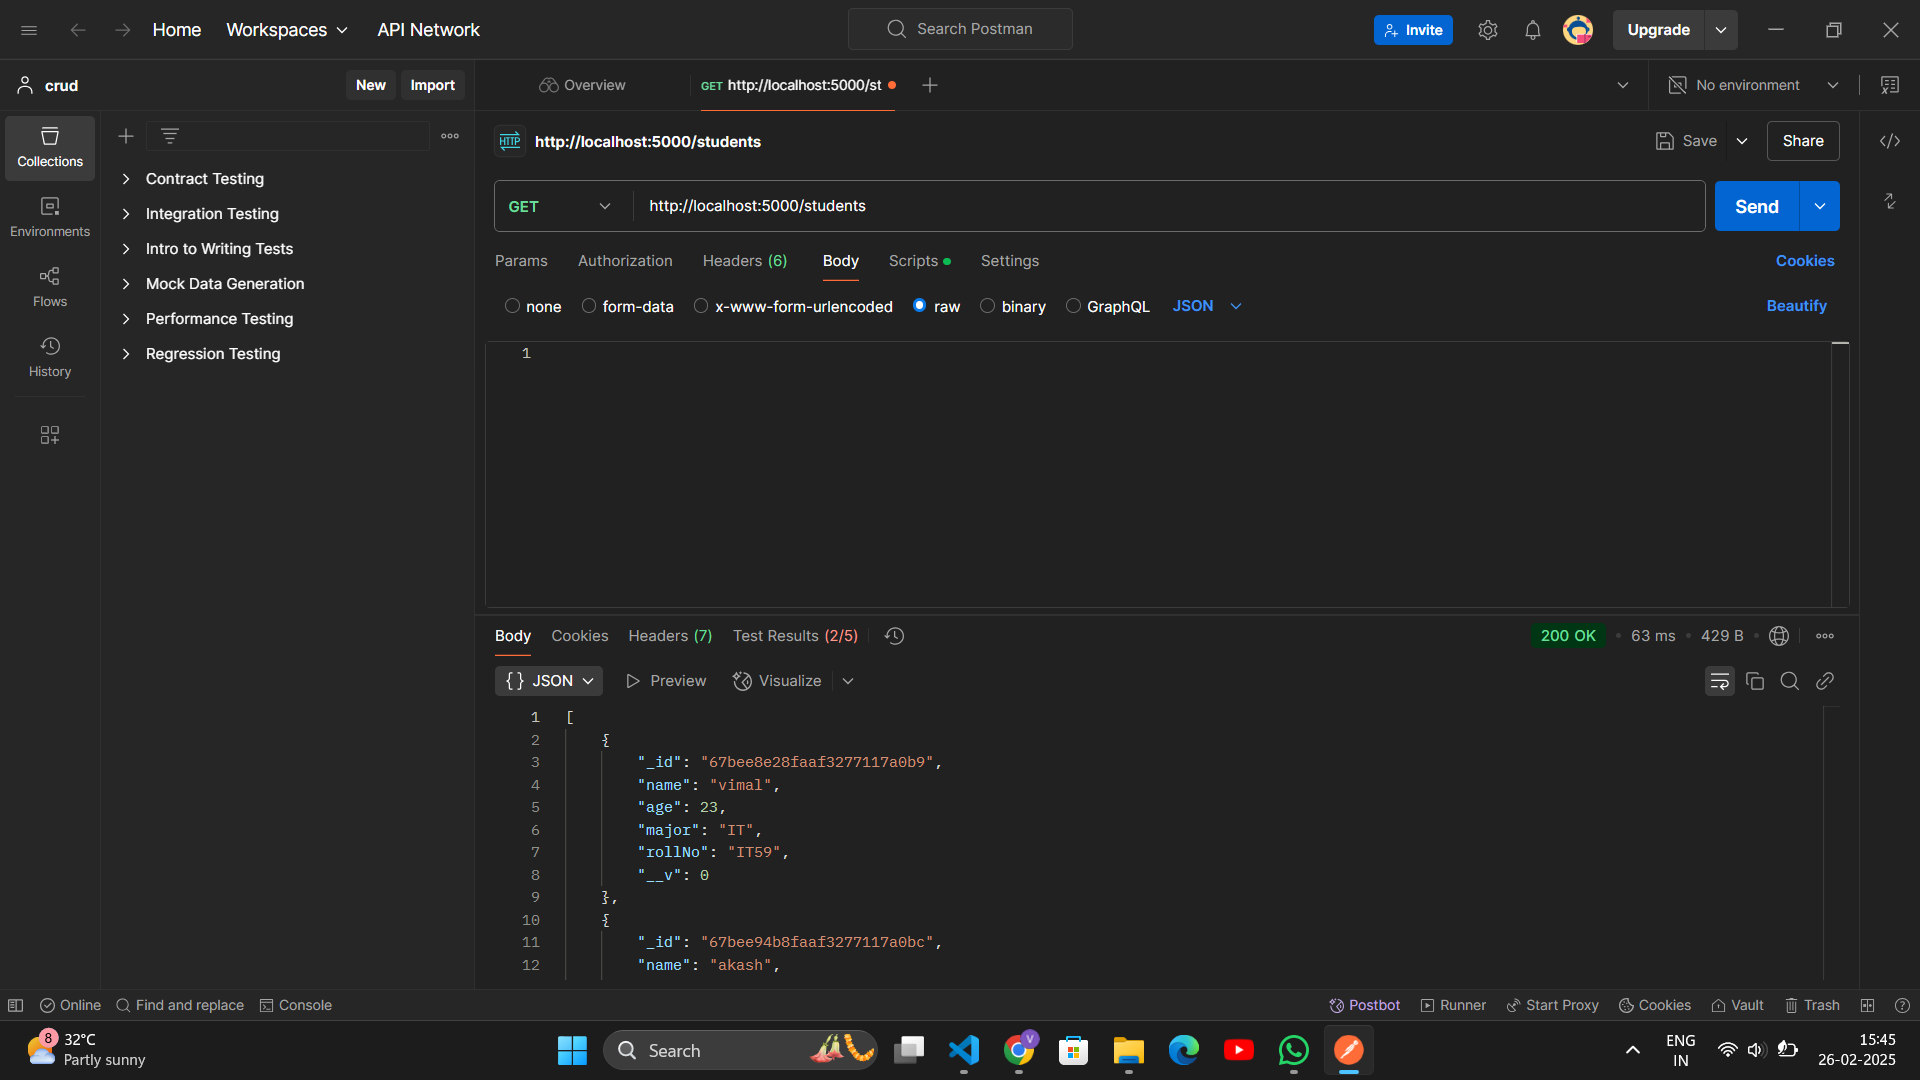 Home Workspaces API Network
Search Postman
Invite
Upgrade
crud
New Import
Overview
GET http://localhost:5000/st
No environment
Collections
Environments
Flows
History
Contract Testing
Integration Testing
Intro to Writing Tests
Mock Data Generation
Performance Testing
Regression Testing
HTTP http://localhost:5000/students
Save Share
GET http://localhost:5000/students
Send
Params Authorization Headers (6) Body Scripts Settings Cookies
none form-data x-www-form-urlencoded raw binary GraphQL JSON Beautify
1
Body Cookies Headers (7) Test Results (2/5)
200 OK • 63 ms • 429 B
{} JSON Preview Visualize
1 [
2 {
3 "_id": "67bee8e28faaf3277117a0b9",
4 "name": "vimal",
5 "age": 23,
6 "major": "IT",
7 "rollNo": "IT59",
8 "__v": 0
9 },
10 {
11 "_id": "67bee94b8faaf3277117a0bc",
12 "name": "akash",
Online Find and replace Console
Postbot Runner Start Proxy Cookies Vault Trash
8
32°C
Partly sunny
Search
V
ENG
IN
15:45
26-02-2025